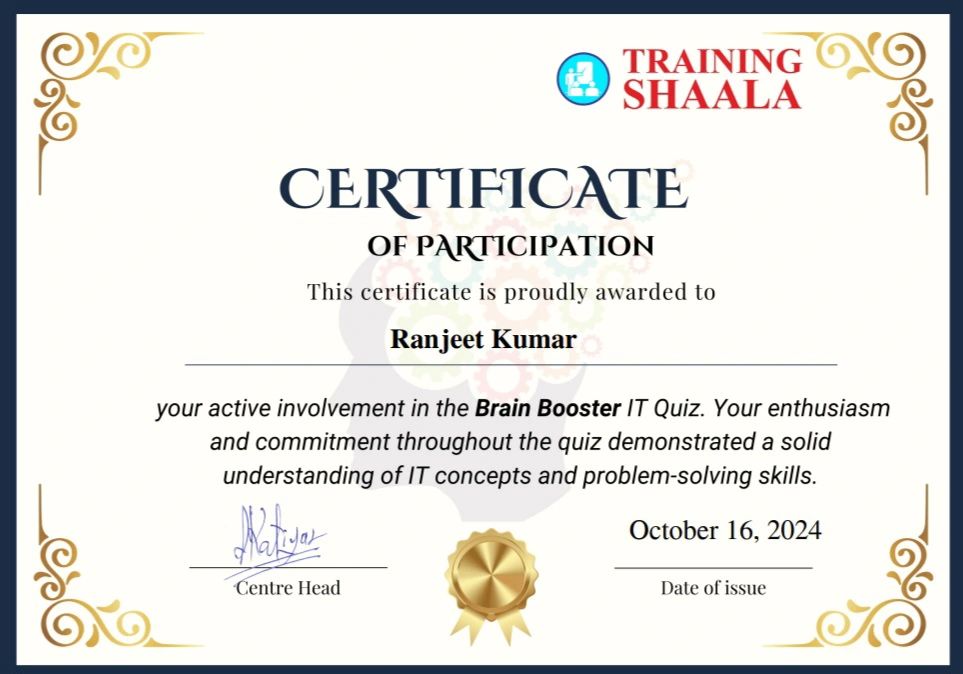 TRAINING
SHAALA
CERTIFICATE
OF PARTICIPATION
This certificate is proudly awarded to
Ranjeet Kumar
your active involvement in the Brain Booster IT Quiz. Your enthusiasm
and commitment throughout the quiz demonstrated a solid
understanding of IT concepts and problem-solving skills.
October 16, 2024
Centre Head
Date of issue